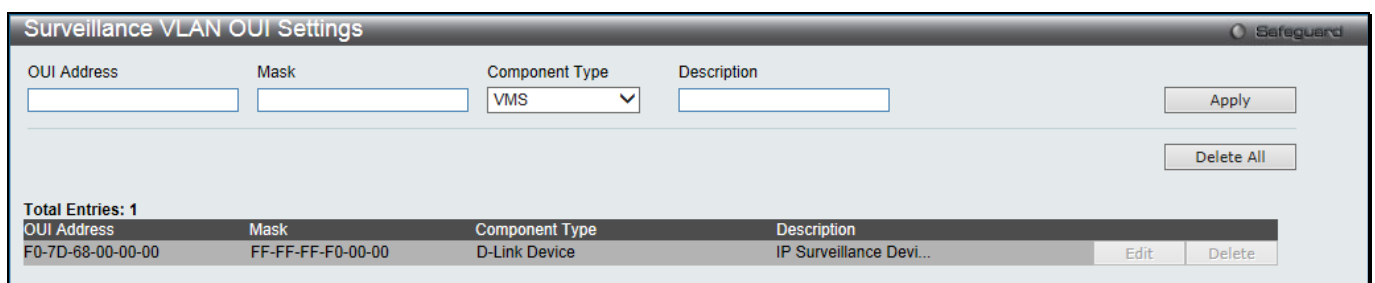 Surveillance VLAN OUI Settings
Safeguard
OUI Address Mask Component Type Description
VMS Apply
Delete All
Total Entries: 1
OUI Address Mask Component Type Description
F0-7D-68-00-00-00 FF-FF-FF-F0-00-00 D-Link Device IP Surveillance Devi... Edit Delete